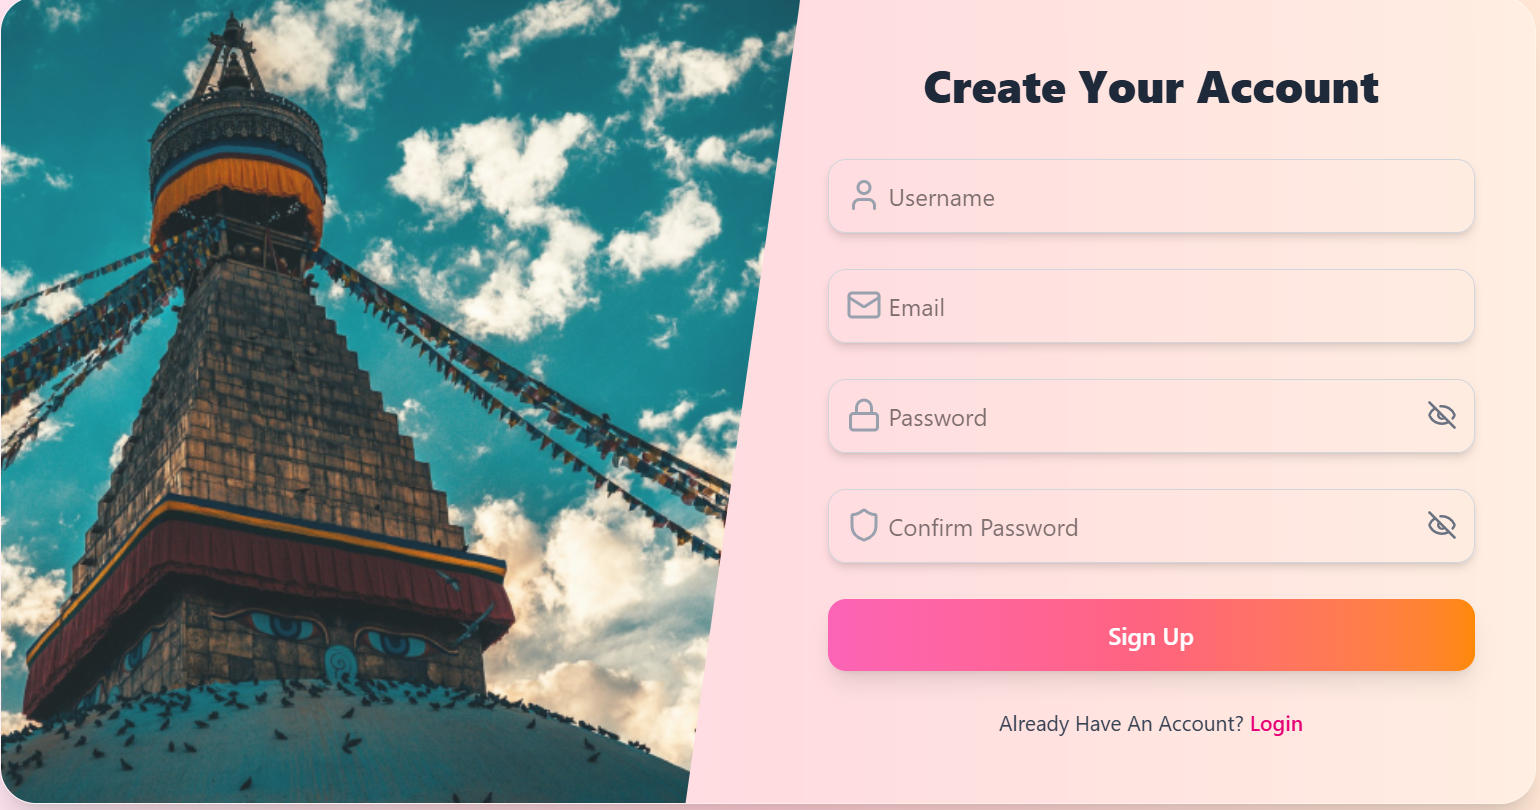 Create Your Account
Username
Email
Password
Confirm Password
Sign Up
Already Have An Account? Login